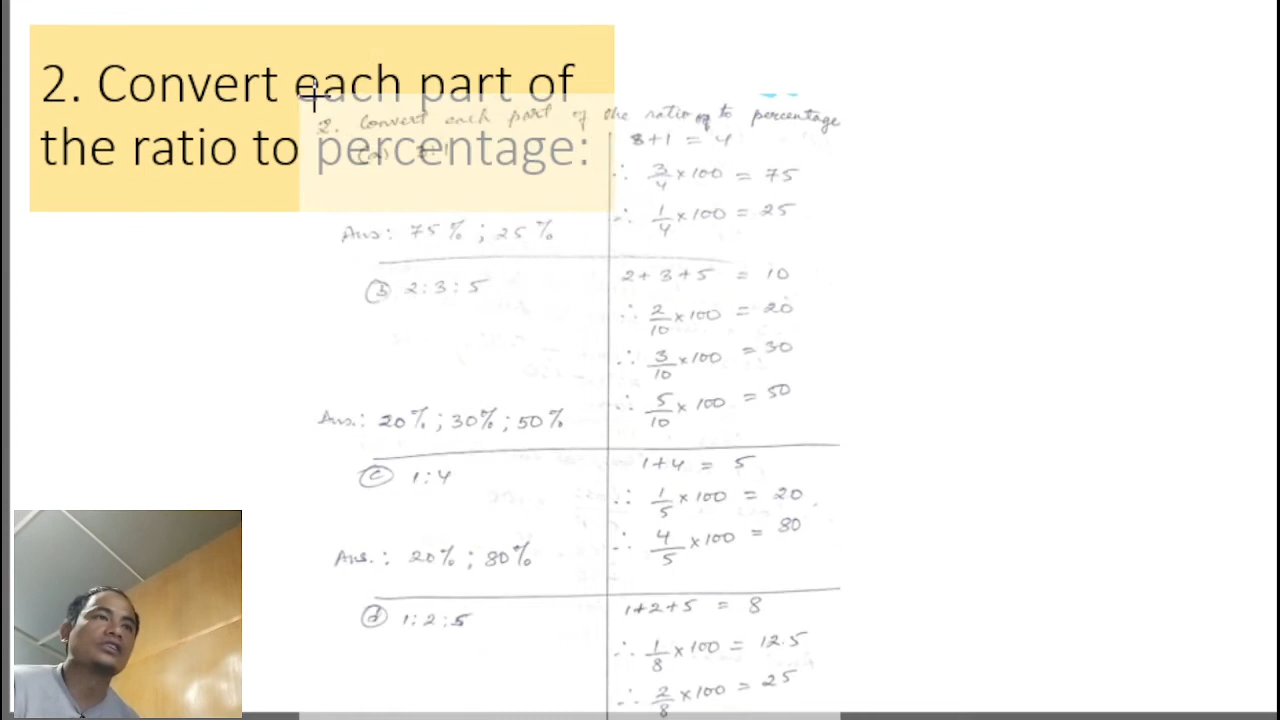 2. Convert each part of
the ratio to percentage:
2. Convert each part of the ratio to percentage
(a) 3:1
3+1 = 4
∴ 3/4 × 100 = 75
∴ 1/4 × 100 = 25
Ans: 75% ; 25%
(b) 2:3:5
2+3+5 = 10
∴ 2/10 × 100 = 20
∴ 3/10 × 100 = 30
∴ 5/10 × 100 = 50
Ans.: 20% ; 30% ; 50%
(c) 1:4
1+4 = 5
∴ 1/5 × 100 = 20
∴ 4/5 × 100 = 80
Ans.: 20% ; 80%
(d) 1:2:5
1+2+5 = 8
∴ 1/8 × 100 = 12.5
∴ 2/8 × 100 = 25